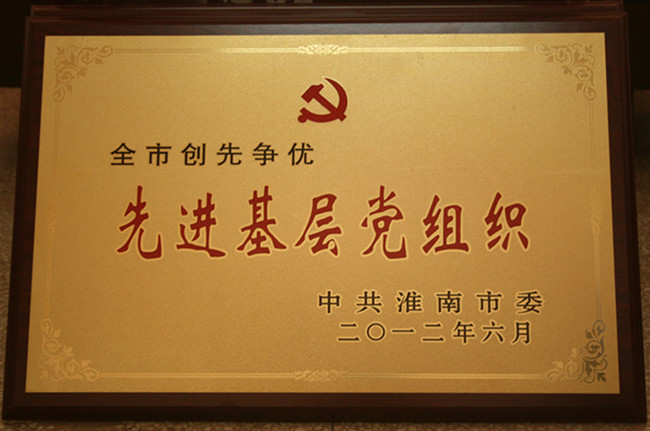 全市创先争优
先进基层党组织
中共淮南市委
二〇一二年六月